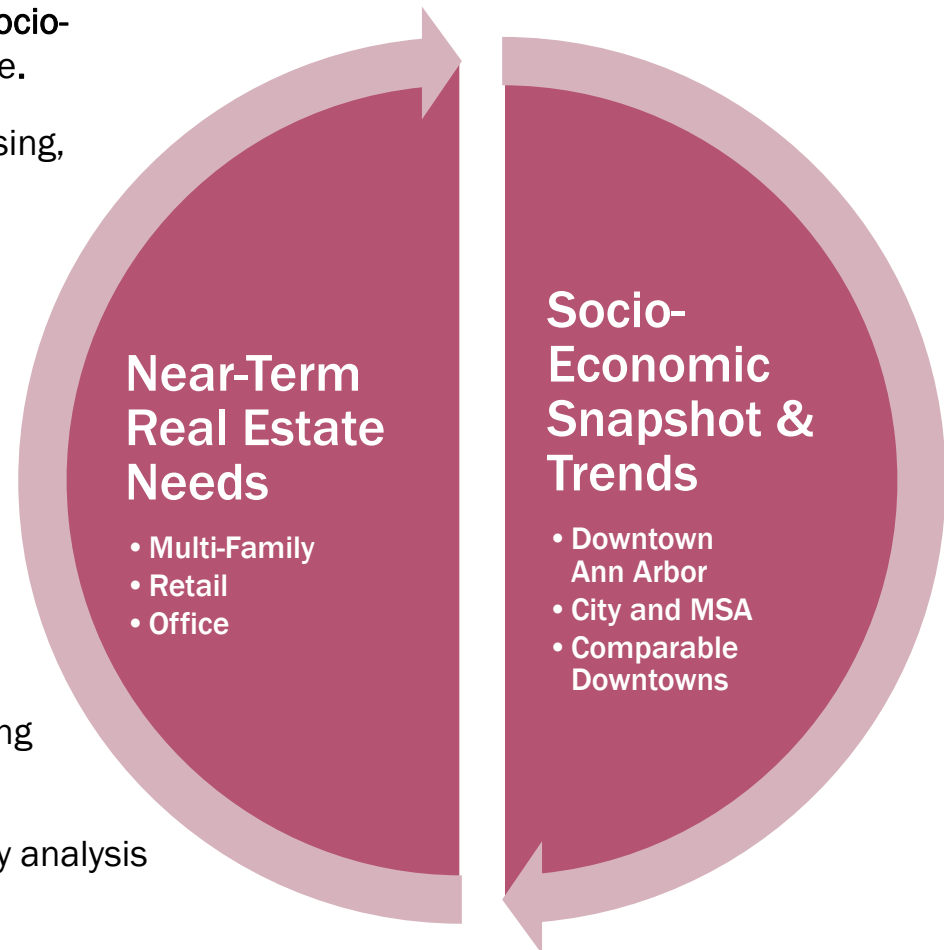 ocio-
e.
sing,
ng
y analysis
Near-Term
Real Estate
Needs
• Multi-Family
• Retail
• Office
Socio-
Economic
Snapshot &
Trends
• Downtown
Ann Arbor
• City and MSA
• Comparable
Downtowns